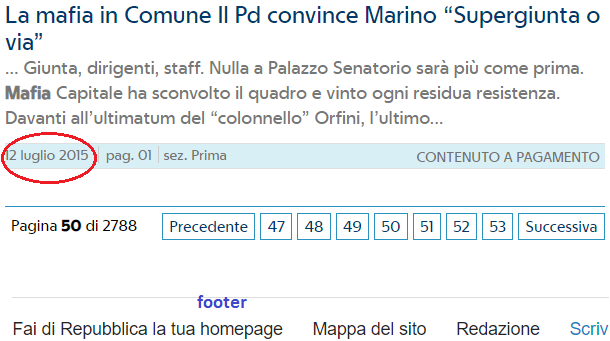 La mafia in Comune Il Pd convince Marino “Supergiunta o
via”
... Giunta, dirigenti, staff. Nulla a Palazzo Senatorio sarà più come prima.
Mafia Capitale ha sconvolto il quadro e vinto ogni residua resistenza.
Davanti all’ultimatum del “colonnello” Orfini, l’ultimo...
12 luglio 2015 pag. 01 sez. Prima CONTENUTO A PAGAMENTO
Pagina 50 di 2788 Precedente 47 48 49 50 51 52 53 Successiva
footer
Fai di Repubblica la tua homepage Mappa del sito Redazione Scriv